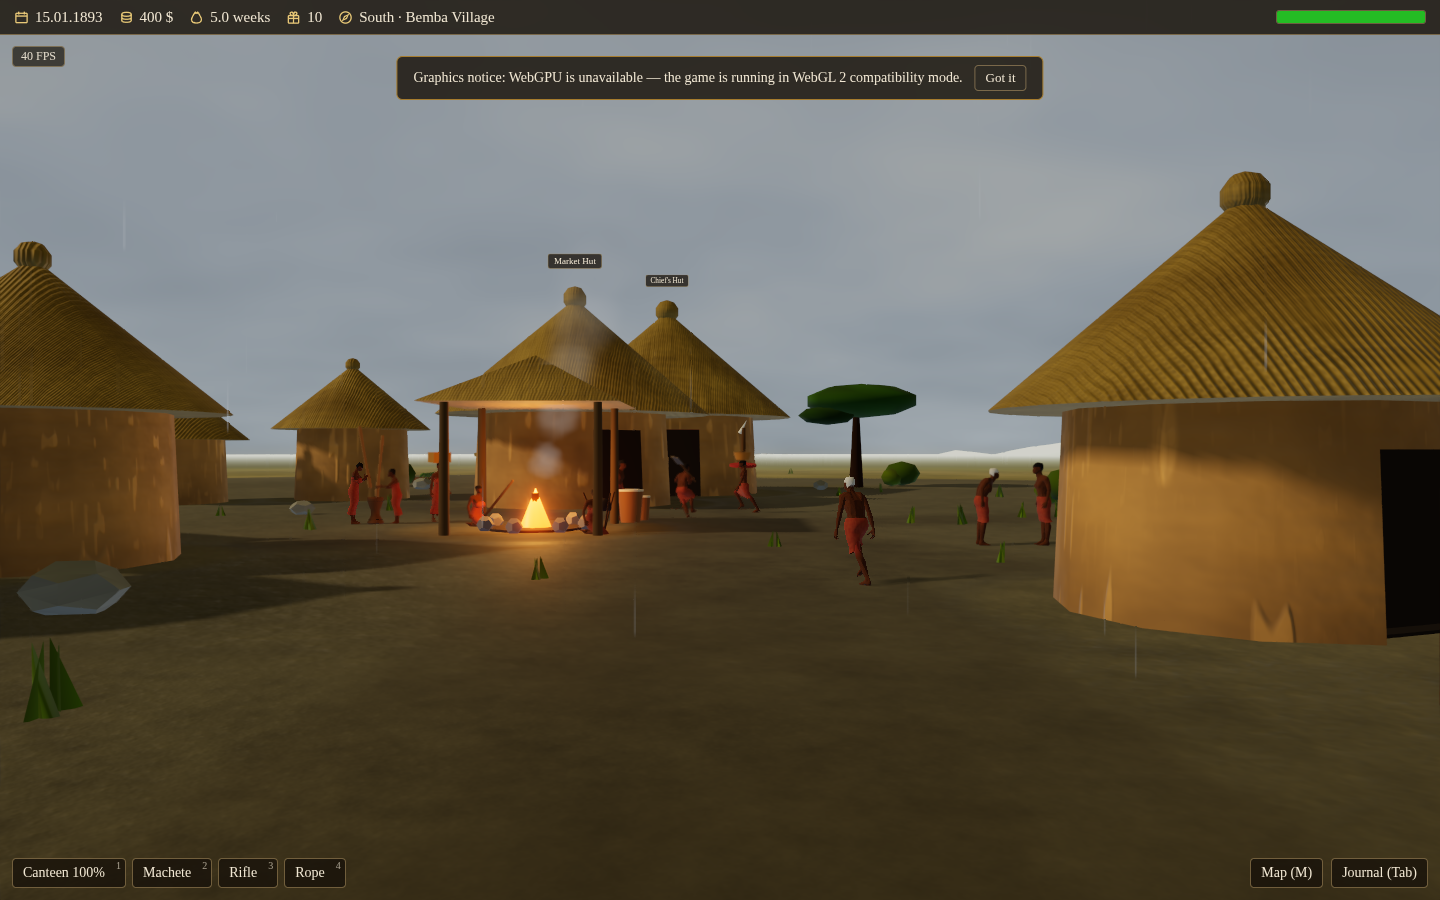 15.01.1893
400 $
5.0 weeks
10
South · Bemba Village
40 FPS
Graphics notice: WebGPU is unavailable — the game is running in WebGL 2 compatibility mode.
Got it
Market Hut
Chief's Hut
Canteen 100% 1
Machete 2
Rifle 3
Rope 4
Map (M)
Journal (Tab)